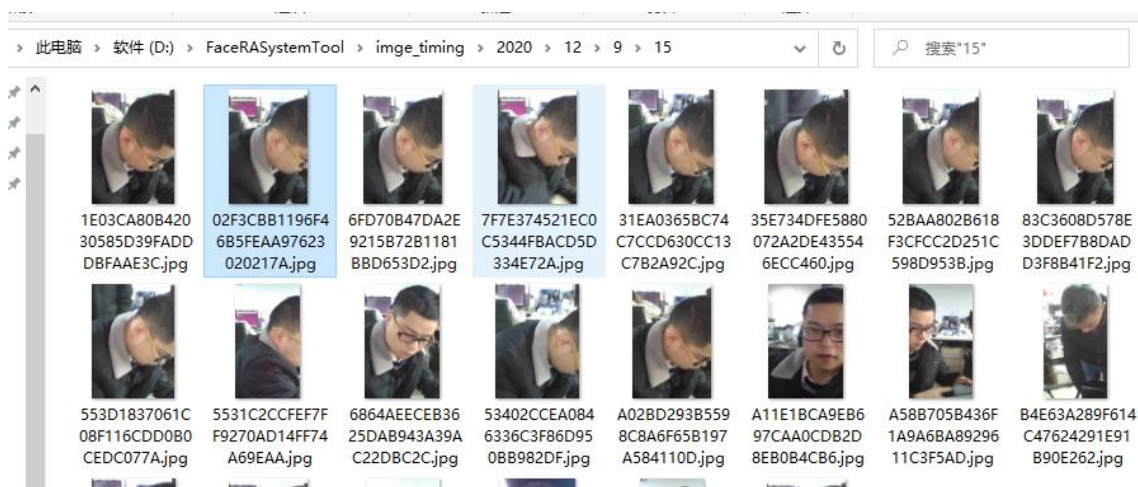 此电脑 > 软件 (D:) > FaceRASystemTool > imge_timing > 2020 > 12 > 9 > 15
搜索"15"
1E03CA80B420
30585D39FADD
DBFAAE3C.jpg
02F3CBB1196F4
6B5FEAA97623
020217A.jpg
6FD70B47DA2E
9215B72B1181
BBD653D2.jpg
7F7E374521EC0
C5344FBACD5D
334E72A.jpg
31EA0365BC74
C7CCD630CC13
C7B2A92C.jpg
35E734DFE5880
072A2DE43554
6ECC460.jpg
52BAA802B618
F3CFCC2D251C
598D953B.jpg
83C3608D578E
3DDEF7B8DAD
D3F8B41F2.jpg
553D1837061C
08F116CDD0B0
CEDC077A.jpg
5531C2CCFEF7F
F9270AD14FF74
A69EAA.jpg
6864AEECEB36
25DAB943A39A
C22DBC2C.jpg
53402CCEA084
6336C3F86D95
0BB982DF.jpg
A02BD293B559
8C8A6F65B197
A584110D.jpg
A11E1BCA9EB6
97CAA0CDB2D
8EB0B4CB6.jpg
A58B705B436F
1A9A6BA89296
11C3F5AD.jpg
B4E63A289F614
C47624291E91
B90E262.jpg